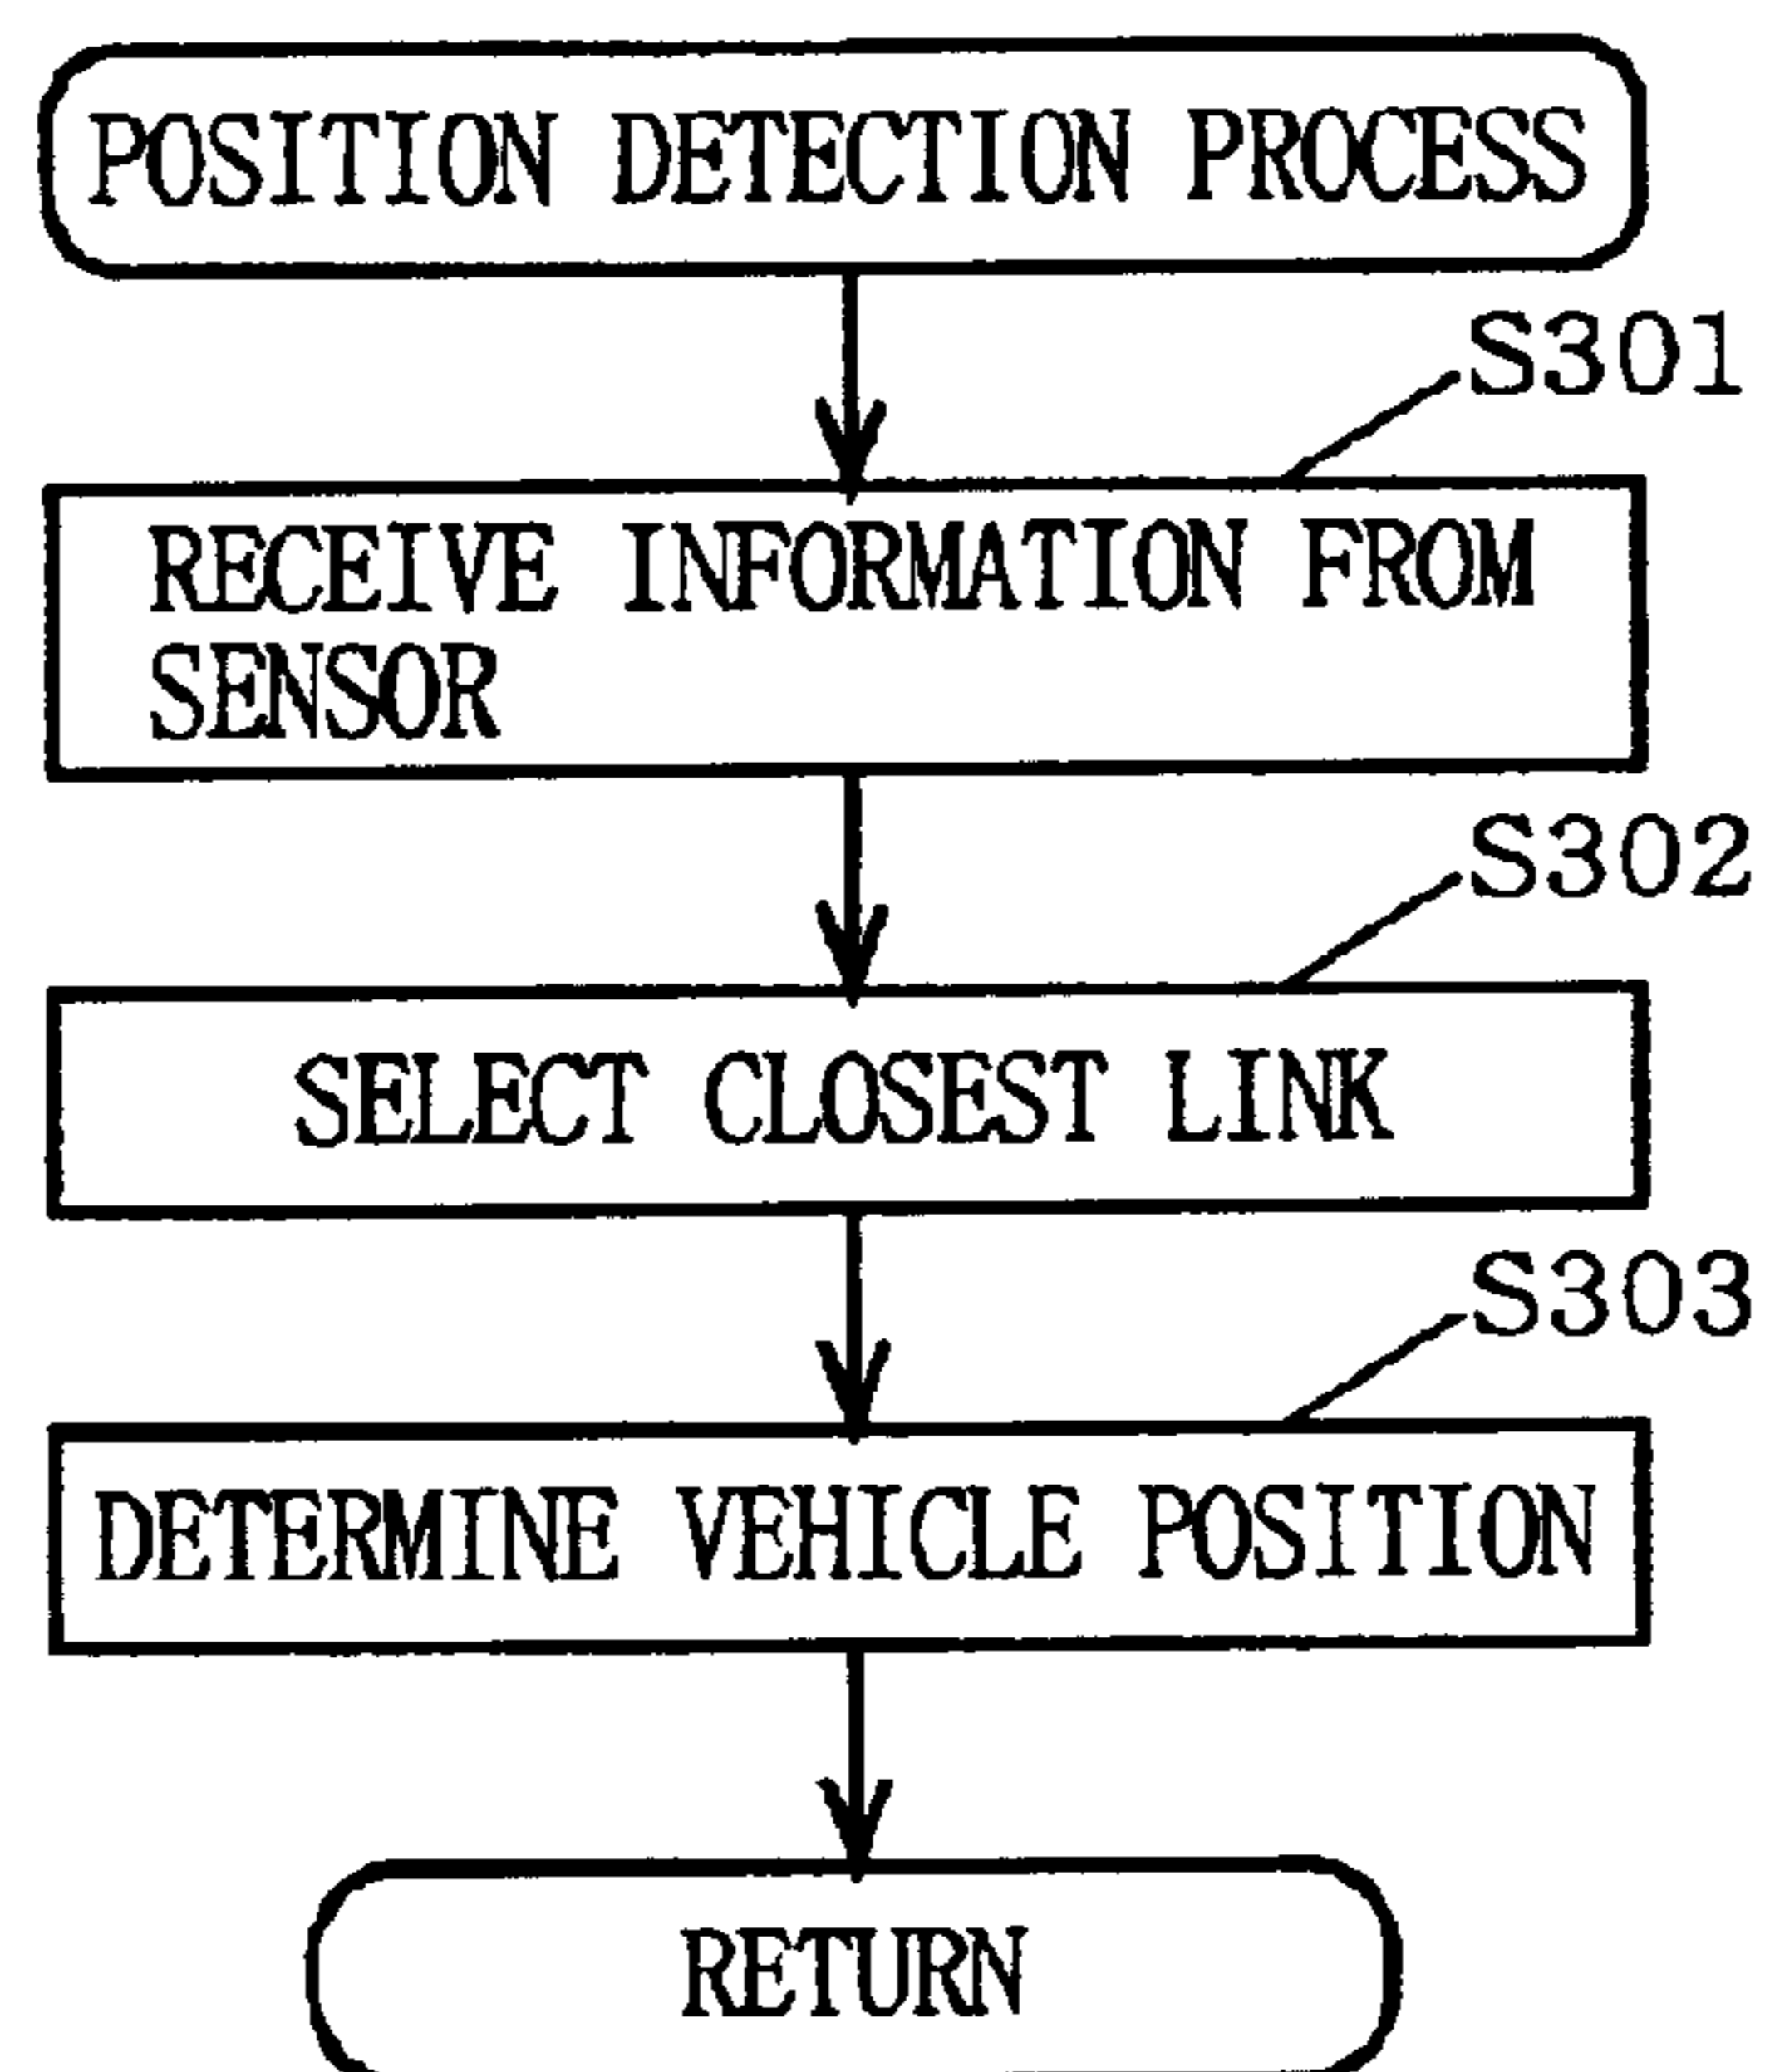 POSITION DETECTION PROCESS
S301
RECEIVE INFORMATION FROM
SENSOR
S302
SELECT CLOSEST LINK
S303
DETERMINE VEHICLE POSITION
RETURN